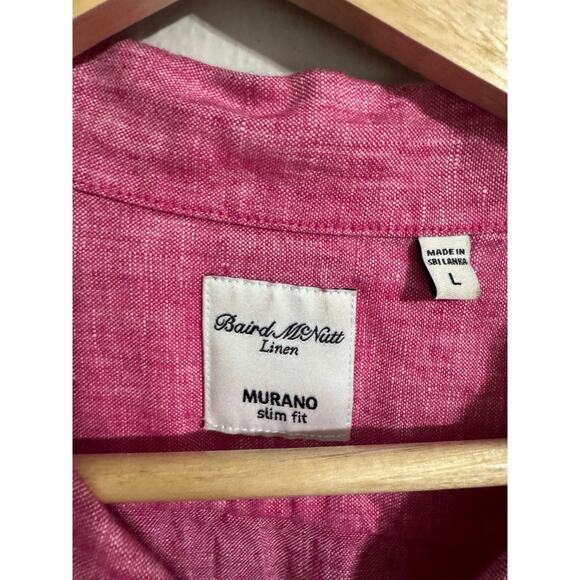 MADE IN
SRI LANKA
L
Baird McNutt
Linen
MURANO
slim fit